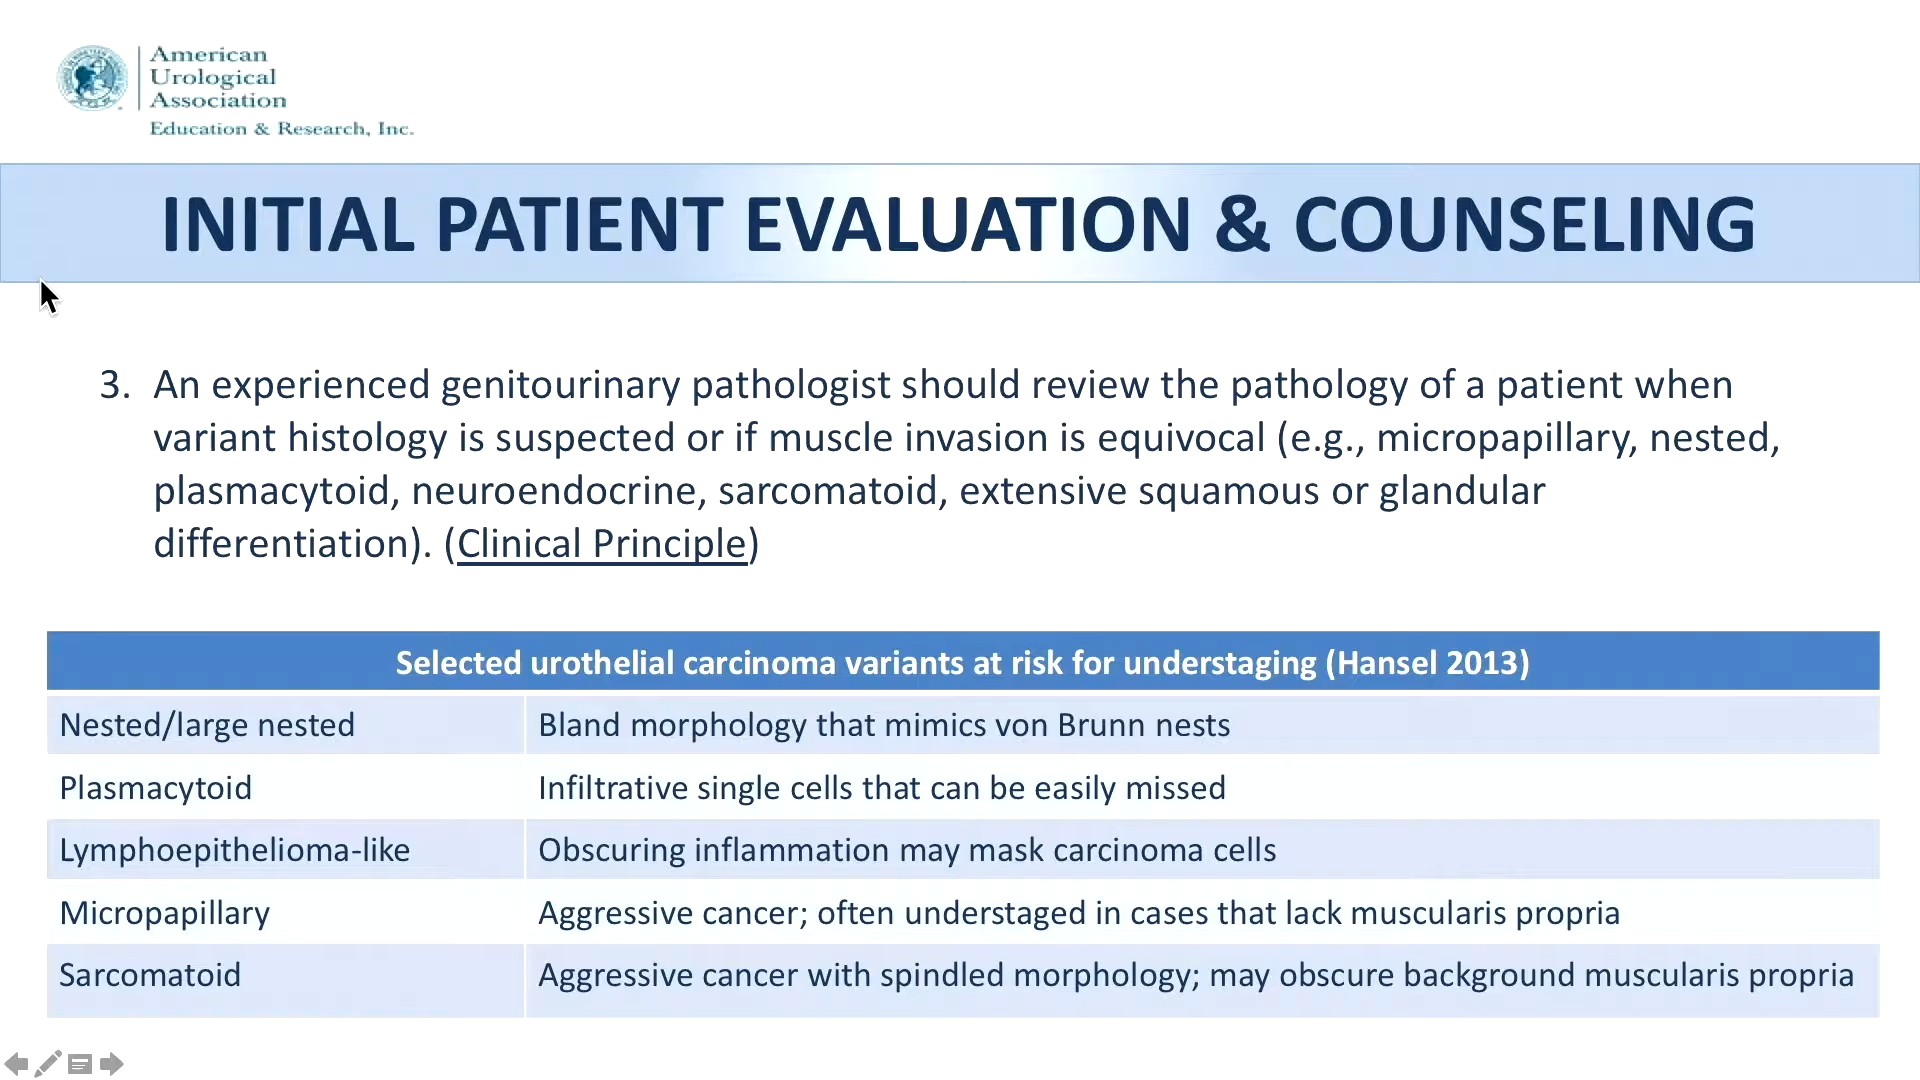 American
Urological
Association
Education & Research, Inc.
INITIAL PATIENT EVALUATION & COUNSELING
3. An experienced genitourinary pathologist should review the pathology of a patient when
variant histology is suspected or if muscle invasion is equivocal (e.g., micropapillary, nested,
plasmacytoid, neuroendocrine, sarcomatoid, extensive squamous or glandular
differentiation). (Clinical Principle)
Selected urothelial carcinoma variants at risk for understaging (Hansel 2013)
Nested/large nested Bland morphology that mimics von Brunn nests
Plasmacytoid Infiltrative single cells that can be easily missed
Lymphoepithelioma-like Obscuring inflammation may mask carcinoma cells
Micropapillary Aggressive cancer; often understaged in cases that lack muscularis propria
Sarcomatoid Aggressive cancer with spindled morphology; may obscure background muscularis propria